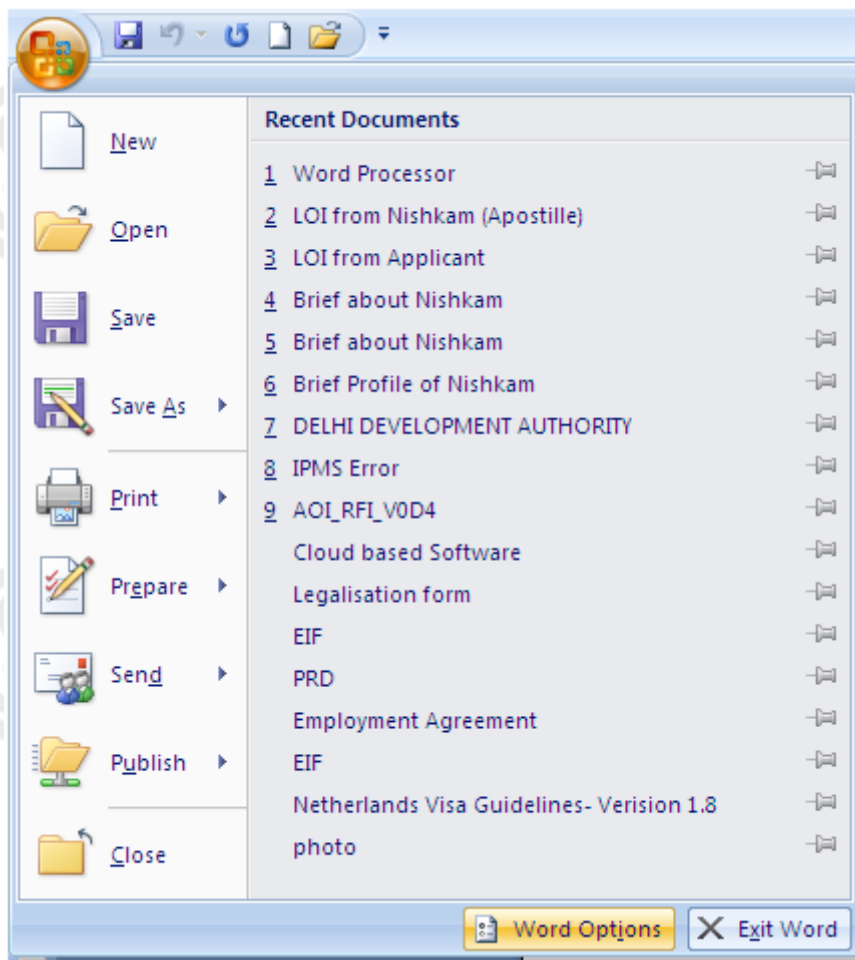 New
Open
Save
Save As
Print
Prepare
Send
Publish
Close
Recent Documents
1 Word Processor
2 LOI from Nishkam (Apostille)
3 LOI from Applicant
4 Brief about Nishkam
5 Brief about Nishkam
6 Brief Profile of Nishkam
7 DELHI DEVELOPMENT AUTHORITY
8 IPMS Error
9 AOI_RFI_V0D4
Cloud based Software
Legalisation form
EIF
PRD
Employment Agreement
EIF
Netherlands Visa Guidelines- Verision 1.8
photo
Word Options
Exit Word